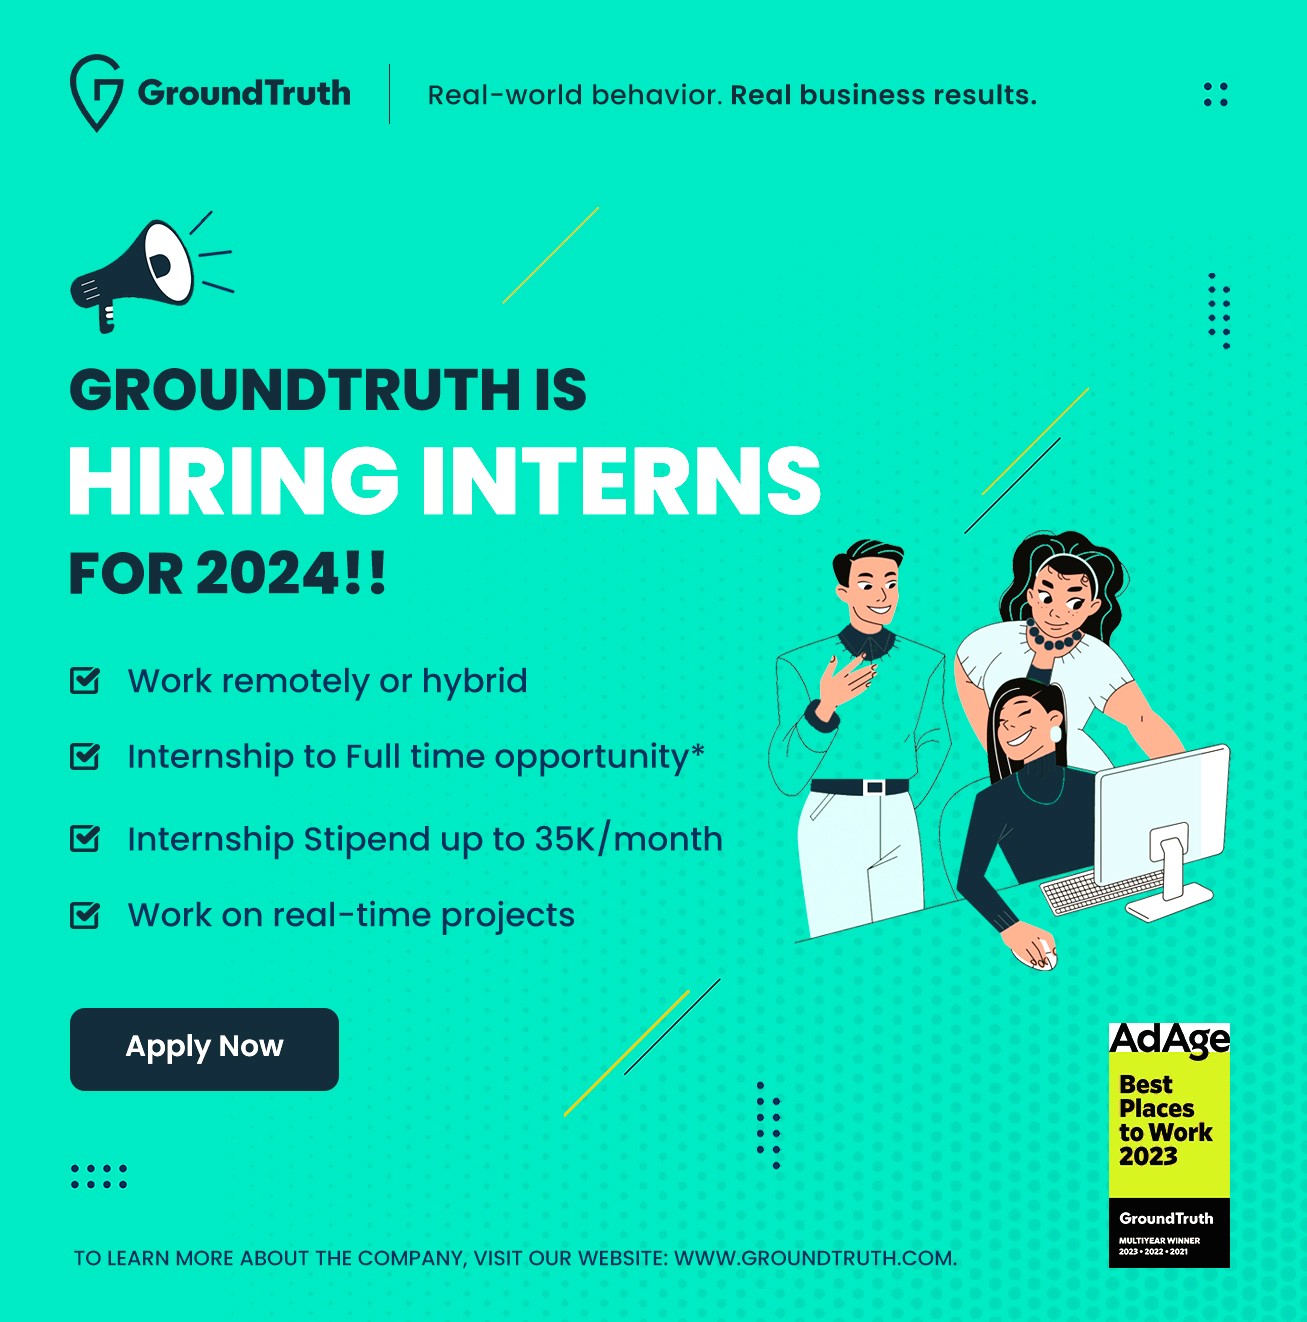 GroundTruth
Real-world behavior. Real business results.
GROUNDTRUTH IS
HIRING INTERNS
FOR 2024!!
Work remotely or hybrid
Internship to Full time opportunity*
Internship Stipend up to 35K/month
Work on real-time projects
Apply Now
AdAge
Best
Places
to Work
2023
GroundTruth
MULTIYEAR WINNER
2023 • 2022 • 2021
TO LEARN MORE ABOUT THE COMPANY, VISIT OUR WEBSITE: WWW.GROUNDTRUTH.COM.